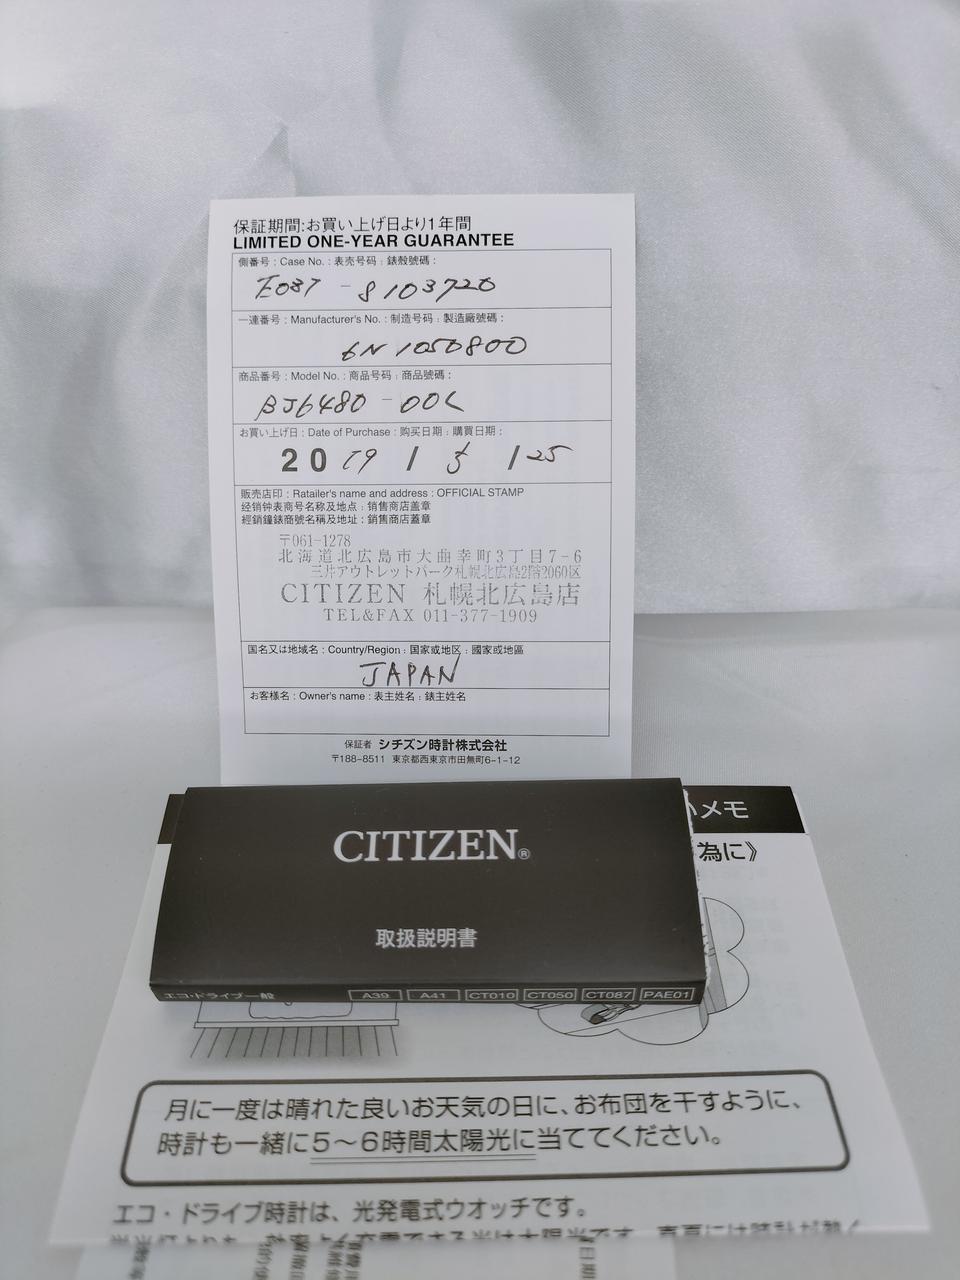 保証期間:お買い上げ日より1年間
LIMITED ONE-YEAR GUARANTEE
側番号 : Case No. : 表壳号码 : 錶殼號碼 :
E087 - S103720
一連番号 : Manufacturer's No. : 制造号码 : 製造廠號碼 :
6N1050800
商品番号 : Model No. : 商品号码 : 商品號碼 :
BJ6480-00L
お買い上げ日 : Date of Purchase : 购买日期 : 購買日期 :
2019 / 5 / 25
販売店印 : Ratailer's name and address : OFFICIAL STAMP
经销钟表商号名称及地点 : 销售商店盖章
經銷鐘錶商號名稱及地址 : 銷售商店蓋章
〒061-1278
北海道北広島市大曲幸町3丁目7-6
三井アウトレットパーク札幌北広島2階2060区
CITIZEN 札幌北広島店
TEL&FAX 011-377-1909
国名又は地域名 : Country/Region : 国家或地区 : 國家或地區
JAPAN
お客様名 : Owner's name : 表主姓名 : 錶主姓名
保証者 シチズン時計株式会社
〒188-8511 東京都西東京市田無町6-1-12
メモ
為に》
CITIZEN®
取扱説明書
エコ・ドライブ一般 A39 A41 CT010 CT050 CT087 PAE01
月に一度は晴れた良いお天気の日に、お布団を干すように、
時計も一緒に5〜6時間太陽光に当ててください。
エコ・ドライブ時計は、光発電式ウオッチです。